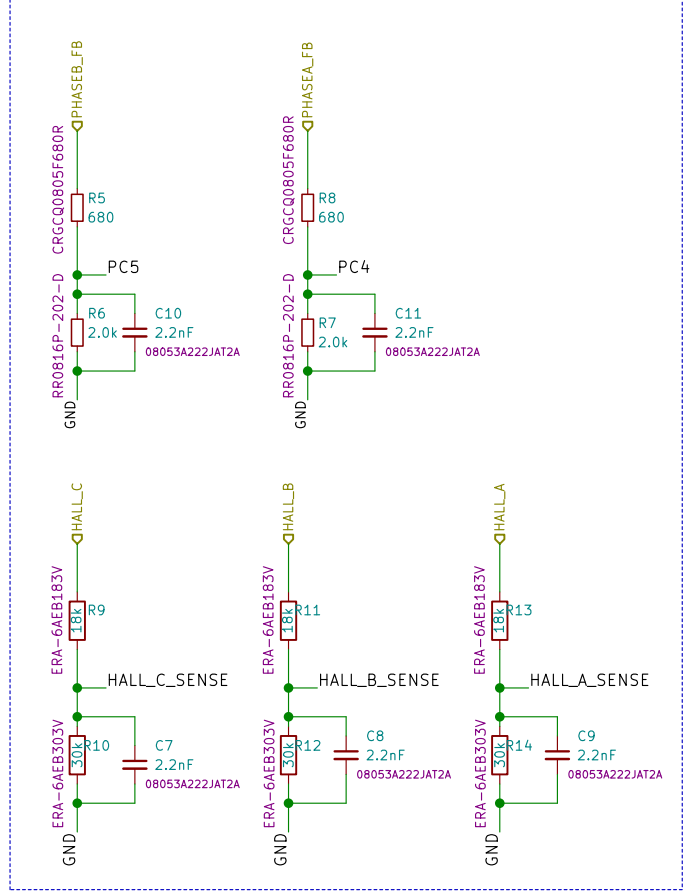 PHASEB_FB
CRGCQ0805F680R
R5
680
PC5
RR0816P-202-D
R6
2.0k
C10
2.2nF
08053A222JAT2A
GND
PHASEA_FB
CRGCQ0805F680R
R8
680
PC4
RR0816P-202-D
R7
2.0k
C11
2.2nF
08053A222JAT2A
GND
HALL_C
ERA-6AEB183V
18k
R9
HALL_C_SENSE
ERA-6AEB303V
30k
R10
C7
2.2nF
08053A222JAT2A
GND
HALL_B
ERA-6AEB183V
18k
R11
HALL_B_SENSE
ERA-6AEB303V
30k
R12
C8
2.2nF
08053A222JAT2A
GND
HALL_A
ERA-6AEB183V
18k
R13
HALL_A_SENSE
ERA-6AEB303V
30k
R14
C9
2.2nF
08053A222JAT2A
GND